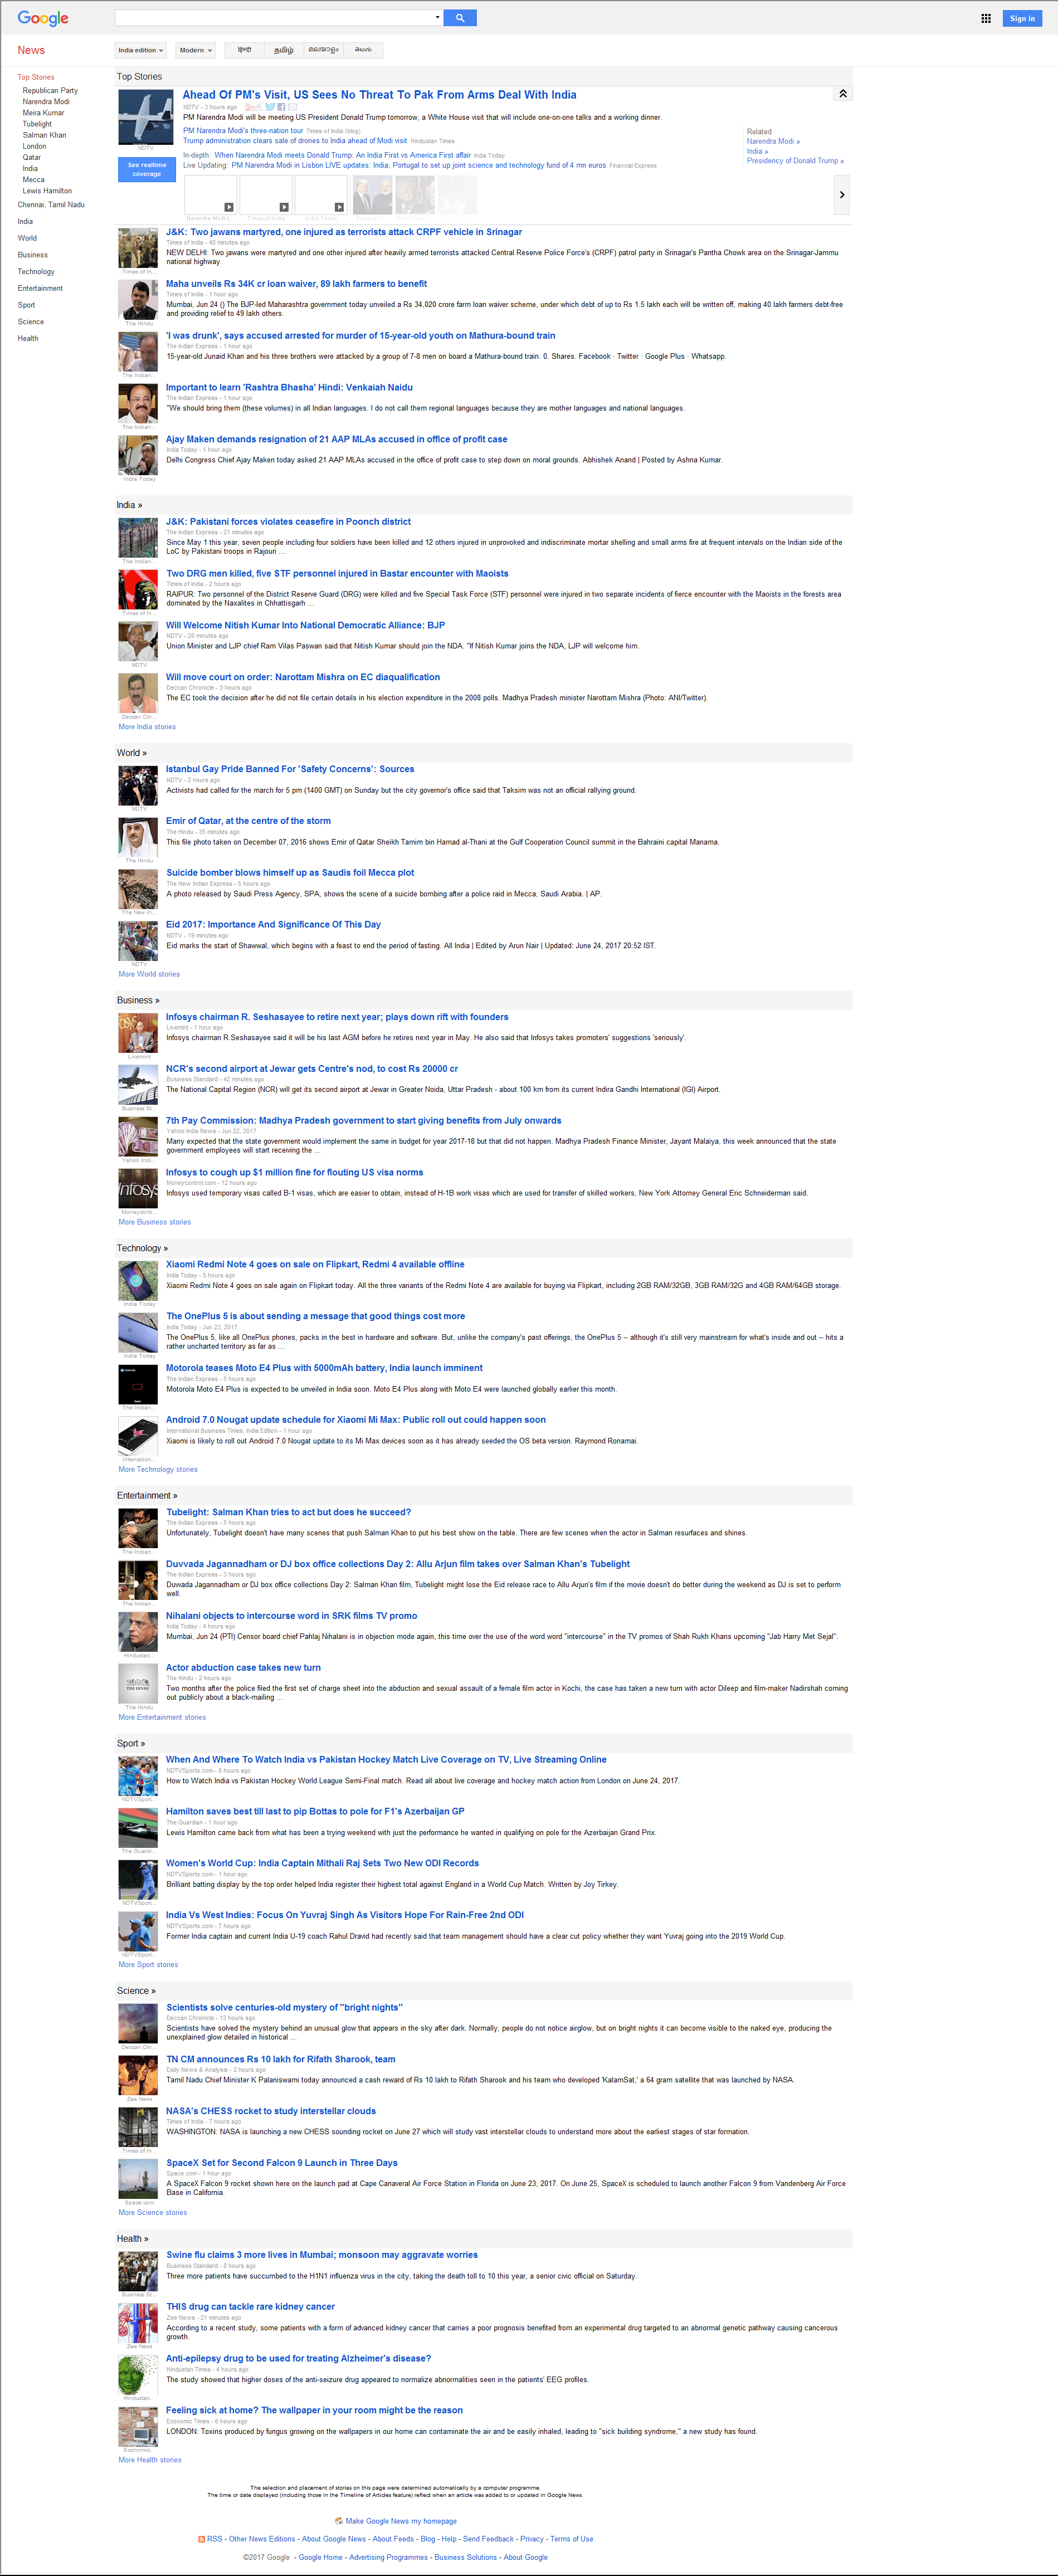 Google
Sign in
News
India edition
Modern
हिन्दी
தமிழ்
മലയാളം
తెలుగు
Top Stories
Republican Party
Narendra Modi
Meira Kumar
Tubelight
Salman Khan
London
Qatar
India
Mecca
Lewis Hamilton
Chennai, Tamil Nadu
India
World
Business
Technology
Entertainment
Sport
Science
Health
Top Stories
NDTV
See realtime
coverage
Ahead Of PM's Visit, US Sees No Threat To Pak From Arms Deal With India
NDTV - 3 hours ago
PM Narendra Modi will be meeting US President Donald Trump tomorrow, a White House visit that will include one-on-one talks and a working dinner.
PM Narendra Modi's three-nation tour Times of India (blog)
Trump administration clears sale of drones to India ahead of Modi visit Hindustan Times
In-depth: When Narendra Modi meets Donald Trump: An India First vs America First affair India Today
Live Updating: PM Narendra Modi in Lisbon LIVE updates: India, Portugal to set up joint science and technology fund of 4 mn euros Financial Express
Related
Narendra Modi »
India »
Presidency of Donald Trump »
Narendra Modi (...
Times of India
India Today
J&K: Two jawans martyred, one injured as terrorists attack CRPF vehicle in Srinagar
Times of India - 40 minutes ago
NEW DELHI: Two jawans were martyred and one other injured after heavily armed terrorists attacked Central Reserve Police Force's (CRPF) patrol party in Srinagar's Pantha Chowk area on the Srinagar-Jammu
national highway.
Times of In...
Maha unveils Rs 34K cr loan waiver, 89 lakh farmers to benefit
Times of India - 1 hour ago
Mumbai, Jun 24 () The BJP-led Maharashtra government today unveiled a Rs 34,020 crore farm loan waiver scheme, under which debt of up to Rs 1.5 lakh each will be written off, making 40 lakh farmers debt-free
and providing relief to 49 lakh others.
The Hindu
'I was drunk', says accused arrested for murder of 15-year-old youth on Mathura-bound train
The Indian Express - 1 hour ago
15-year-old Junaid Khan and his three brothers were attacked by a group of 7-8 men on board a Mathura-bound train. 0. Shares. Facebook · Twitter · Google Plus · Whatsapp.
The Indian...
Important to learn 'Rashtra Bhasha' Hindi: Venkaiah Naidu
The Indian Express - 1 hour ago
"We should bring them (these volumes) in all Indian languages. I do not call them regional languages because they are mother languages and national languages.
The Indian...
Ajay Maken demands resignation of 21 AAP MLAs accused in office of profit case
India Today - 1 hour ago
Delhi Congress Chief Ajay Maken today asked 21 AAP MLAs accused in the office of profit case to step down on moral grounds. Abhishek Anand | Posted by Ashna Kumar.
India Today
India »
J&K: Pakistani forces violates ceasefire in Poonch district
The Indian Express - 21 minutes ago
Since May 1 this year, seven people including four soldiers have been killed and 12 others injured in unprovoked and indiscriminate mortar shelling and small arms fire at frequent intervals on the Indian side of the
LoC by Pakistani troops in Rajouri ...
The Indian...
Two DRG men killed, five STF personnel injured in Bastar encounter with Maoists
Times of India - 2 hours ago
RAIPUR: Two personnel of the District Reserve Guard (DRG) were killed and five Special Task Force (STF) personnel were injured in two separate incidents of fierce encounter with the Maoists in the forests area
dominated by the Naxalites in Chhattisgarh ...
Times of In...
Will Welcome Nitish Kumar Into National Democratic Alliance: BJP
NDTV - 28 minutes ago
Union Minister and LJP chief Ram Vilas Paswan said that Nitish Kumar should join the NDA. "If Nitish Kumar joins the NDA, LJP will welcome him.
NDTV
Will move court on order: Narottam Mishra on EC diaqualification
Deccan Chronicle - 3 hours ago
The EC took the decision after he did not file certain details in his election expenditure in the 2008 polls. Madhya Pradesh minister Narottam Mishra (Photo: ANI/Twitter).
Deccan Chr...
More India stories
World »
Istanbul Gay Pride Banned For 'Safety Concerns': Sources
NDTV - 2 hours ago
Activists had called for the march for 5 pm (1400 GMT) on Sunday but the city governor's office said that Taksim was not an official rallying ground.
NDTV
Emir of Qatar, at the centre of the storm
The Hindu - 35 minutes ago
This file photo taken on December 07, 2016 shows Emir of Qatar Sheikh Tamim bin Hamad al-Thani at the Gulf Cooperation Council summit in the Bahraini capital Manama.
The Hindu
Suicide bomber blows himself up as Saudis foil Mecca plot
The New Indian Express - 5 hours ago
A photo released by Saudi Press Agency, SPA, shows the scene of a suicide bombing after a police raid in Mecca, Saudi Arabia. | AP.
The New In...
Eid 2017: Importance And Significance Of This Day
NDTV - 19 minutes ago
Eid marks the start of Shawwal, which begins with a feast to end the period of fasting. All India | Edited by Arun Nair | Updated: June 24, 2017 20:52 IST.
NDTV
More World stories
Business »
Infosys chairman R. Seshasayee to retire next year; plays down rift with founders
Livemint - 1 hour ago
Infosys chairman R.Seshasayee said it will be his last AGM before he retires next year in May. He also said that Infosys takes promoters' suggestions 'seriously'.
Livemint
NCR's second airport at Jewar gets Centre's nod, to cost Rs 20000 cr
Business Standard - 42 minutes ago
The National Capital Region (NCR) will get its second airport at Jewar in Greater Noida, Uttar Pradesh - about 100 km from its current Indira Gandhi International (IGI) Airport.
Business St...
7th Pay Commission: Madhya Pradesh government to start giving benefits from July onwards
Yahoo India News - Jun 22, 2017
Many expected that the state government would implement the same in budget for year 2017-18 but that did not happen. Madhya Pradesh Finance Minister, Jayant Malaiya, this week announced that the state
government employees will start receiving the ...
Yahoo Indi...
Infosys to cough up $1 million fine for flouting US visa norms
Moneycontrol.com - 12 hours ago
Infosys used temporary visas called B-1 visas, which are easier to obtain, instead of H-1B work visas which are used for transfer of skilled workers, New York Attorney General Eric Schneiderman said.
Infosys
Moneycontr...
More Business stories
Technology »
Xiaomi Redmi Note 4 goes on sale on Flipkart, Redmi 4 available offline
India Today - 5 hours ago
Xiaomi Redmi Note 4 goes on sale again on Flipkart today. All the three variants of the Redmi Note 4 are available for buying via Flipkart, including 2GB RAM/32GB, 3GB RAM/32G and 4GB RAM/64GB storage.
India Today
The OnePlus 5 is about sending a message that good things cost more
India Today - Jun 23, 2017
The OnePlus 5, like all OnePlus phones, packs in the best in hardware and software. But, unlike the company's past offerings, the OnePlus 5 -- although it's still very mainstream for what's inside and out -- hits a
rather uncharted territory as far as ...
India Today
Motorola teases Moto E4 Plus with 5000mAh battery, India launch imminent
The Indian Express - 5 hours ago
Motorola Moto E4 Plus is expected to be unveiled in India soon. Moto E4 Plus along with Moto E4 were launched globally earlier this month.
The Indian...
Android 7.0 Nougat update schedule for Xiaomi Mi Max: Public roll out could happen soon
International Business Times, India Edition - 1 hour ago
Xiaomi is likely to roll out Android 7.0 Nougat update to its Mi Max devices soon as it has already seeded the OS beta version. Raymond Ronamai.
Internation...
More Technology stories
Entertainment »
Tubelight: Salman Khan tries to act but does he succeed?
The Indian Express - 5 hours ago
Unfortunately, Tubelight doesn't have many scenes that push Salman Khan to put his best show on the table. There are few scenes when the actor in Salman resurfaces and shines.
The Indian...
Duvvada Jagannadham or DJ box office collections Day 2: Allu Arjun film takes over Salman Khan's Tubelight
The Indian Express - 3 hours ago
Duvvada Jagannadham or DJ box office collections Day 2: Salman Khan film, Tubelight might lose the Eid release race to Allu Arjun's film if the movie doesn't do better during the weekend as DJ is set to perform
well.
The Indian...
Nihalani objects to intercourse word in SRK films TV promo
India Today - 4 hours ago
Mumbai, Jun 24 (PTI) Censor board chief Pahlaj Nihalani is in objection mode again, this time over the use of the word word "intercourse" in the TV promos of Shah Rukh Khans upcoming "Jab Harry Met Sejal".
Hindustan...
Actor abduction case takes new turn
The Hindu - 2 hours ago
Two months after the police filed the first set of charge sheet into the abduction and sexual assault of a female film actor in Kochi, the case has taken a new turn with actor Dileep and film-maker Nadirshah coming
out publicly about a black-mailing ...
THE HINDU
The Hindu
More Entertainment stories
Sport »
When And Where To Watch India vs Pakistan Hockey Match Live Coverage on TV, Live Streaming Online
NDTVSports.com - 8 hours ago
How to Watch India vs Pakistan Hockey World League Semi-Final match. Read all about live coverage and hockey match action from London on June 24, 2017.
NDTVSport...
Hamilton saves best till last to pip Bottas to pole for F1's Azerbaijan GP
The Guardian - 1 hour ago
Lewis Hamilton came back from what has been a trying weekend with just the performance he wanted in qualifying on pole for the Azerbaijan Grand Prix.
The Guardi...
Women's World Cup: India Captain Mithali Raj Sets Two New ODI Records
NDTVSports.com - 1 hour ago
Brilliant batting display by the top order helped India register their highest total against England in a World Cup Match. Written by Joy Tirkey.
NDTVSport...
India Vs West Indies: Focus On Yuvraj Singh As Visitors Hope For Rain-Free 2nd ODI
NDTVSports.com - 7 hours ago
Former India captain and current India U-19 coach Rahul Dravid had recently said that team management should have a clear cut policy whether they want Yuvraj going into the 2019 World Cup.
NDTVSport...
More Sport stories
Science »
Scientists solve centuries-old mystery of "bright nights"
Deccan Chronicle - 13 hours ago
Scientists have solved the mystery behind an unusual glow that appears in the sky after dark. Normally, people do not notice airglow, but on bright nights it can become visible to the naked eye, producing the
unexplained glow detailed in historical ...
Deccan Chr...
TN CM announces Rs 10 lakh for Rifath Sharook, team
Daily News & Analysis - 2 hours ago
Tamil Nadu Chief Minister K Palaniswami today announced a cash reward of Rs 10 lakh to Rifath Sharook and his team who developed 'KalamSat,' a 64 gram satellite that was launched by NASA.
Zee News
NASA's CHESS rocket to study interstellar clouds
Times of India - 7 hours ago
WASHINGTON: NASA is launching a new CHESS sounding rocket on June 27 which will study vast interstellar clouds to understand more about the earliest stages of star formation.
Times of In...
SpaceX Set for Second Falcon 9 Launch in Three Days
Space.com - 1 hour ago
A SpaceX Falcon 9 rocket shown here on the launch pad at Cape Canaveral Air Force Station in Florida on June 23, 2017. On June 25, SpaceX is scheduled to launch another Falcon 9 from Vandenberg Air Force
Base in California.
Space.com
More Science stories
Health »
Swine flu claims 3 more lives in Mumbai; monsoon may aggravate worries
Business Standard - 8 hours ago
Three more patients have succumbed to the H1N1 influenza virus in the city, taking the death toll to 10 this year, a senior civic official on Saturday.
Business St...
THIS drug can tackle rare kidney cancer
Zee News - 21 minutes ago
According to a recent study, some patients with a form of advanced kidney cancer that carries a poor prognosis benefited from an experimental drug targeted to an abnormal genetic pathway causing cancerous
growth.
Zee News
Anti-epilepsy drug to be used for treating Alzheimer's disease?
Hindustan Times - 4 hours ago
The study showed that higher doses of the anti-seizure drug appeared to normalize abnormalities seen in the patients' EEG profiles.
Hindustan...
Feeling sick at home? The wallpaper in your room might be the reason
Economic Times - 6 hours ago
LONDON: Toxins produced by fungus growing on the wallpapers in our home can contaminate the air and be easily inhaled, leading to "sick building syndrome," a new study has found.
Economic...
More Health stories
The selection and placement of stories on this page were determined automatically by a computer programme.
The time or date displayed (including those in the Timeline of Articles feature) reflect when an article was added to or updated in Google News.
Make Google News my homepage
RSS - Other News Editions - About Google News - About Feeds - Blog - Help - Send Feedback - Privacy - Terms of Use
©2017 Google - Google Home - Advertising Programmes - Business Solutions - About Google